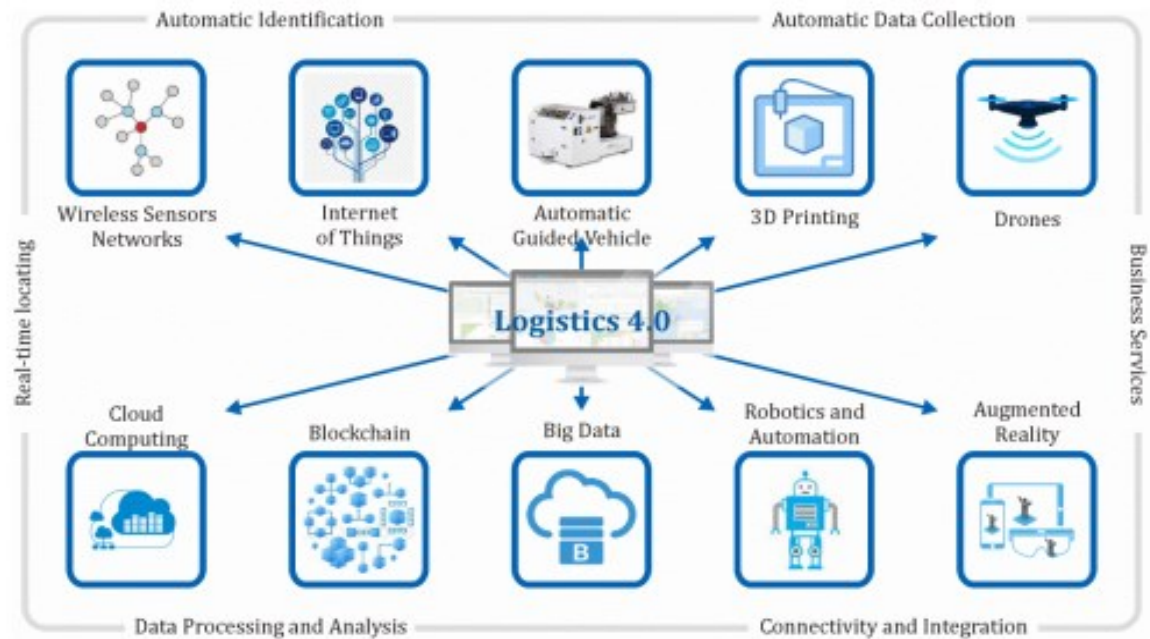 Automatic Identification
Automatic Data Collection
Wireless Sensors
Networks
Internet
of Things
Automatic
Guided Vehicle
3D Printing
Drones
Real-time locating
Business Services
Logistics 4.0
Cloud
Computing
Blockchain
Big Data
Robotics and
Automation
Augmented
Reality
B
Data Processing and Analysis
Connectivity and Integration